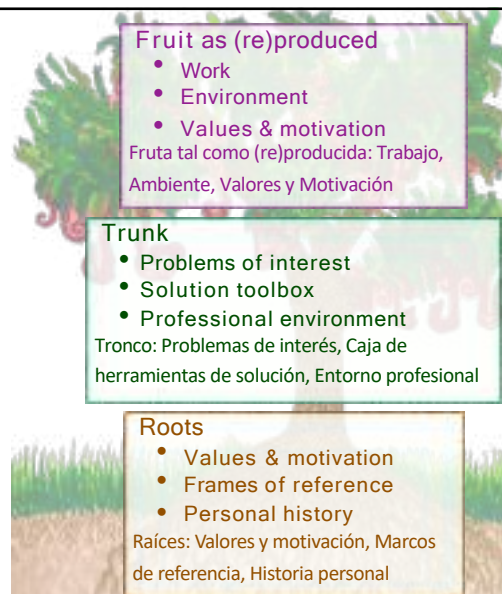 Fruit as (re)produced
• Work
• Environment
• Values & motivation
Fruta tal como (re)producida: Trabajo,
Ambiente, Valores y Motivación
Trunk
• Problems of interest
• Solution toolbox
• Professional environment
Tronco: Problemas de interés, Caja de
herramientas de solución, Entorno profesional
Roots
• Values & motivation
• Frames of reference
• Personal history
Raíces: Valores y motivación, Marcos
de referencia, Historia personal